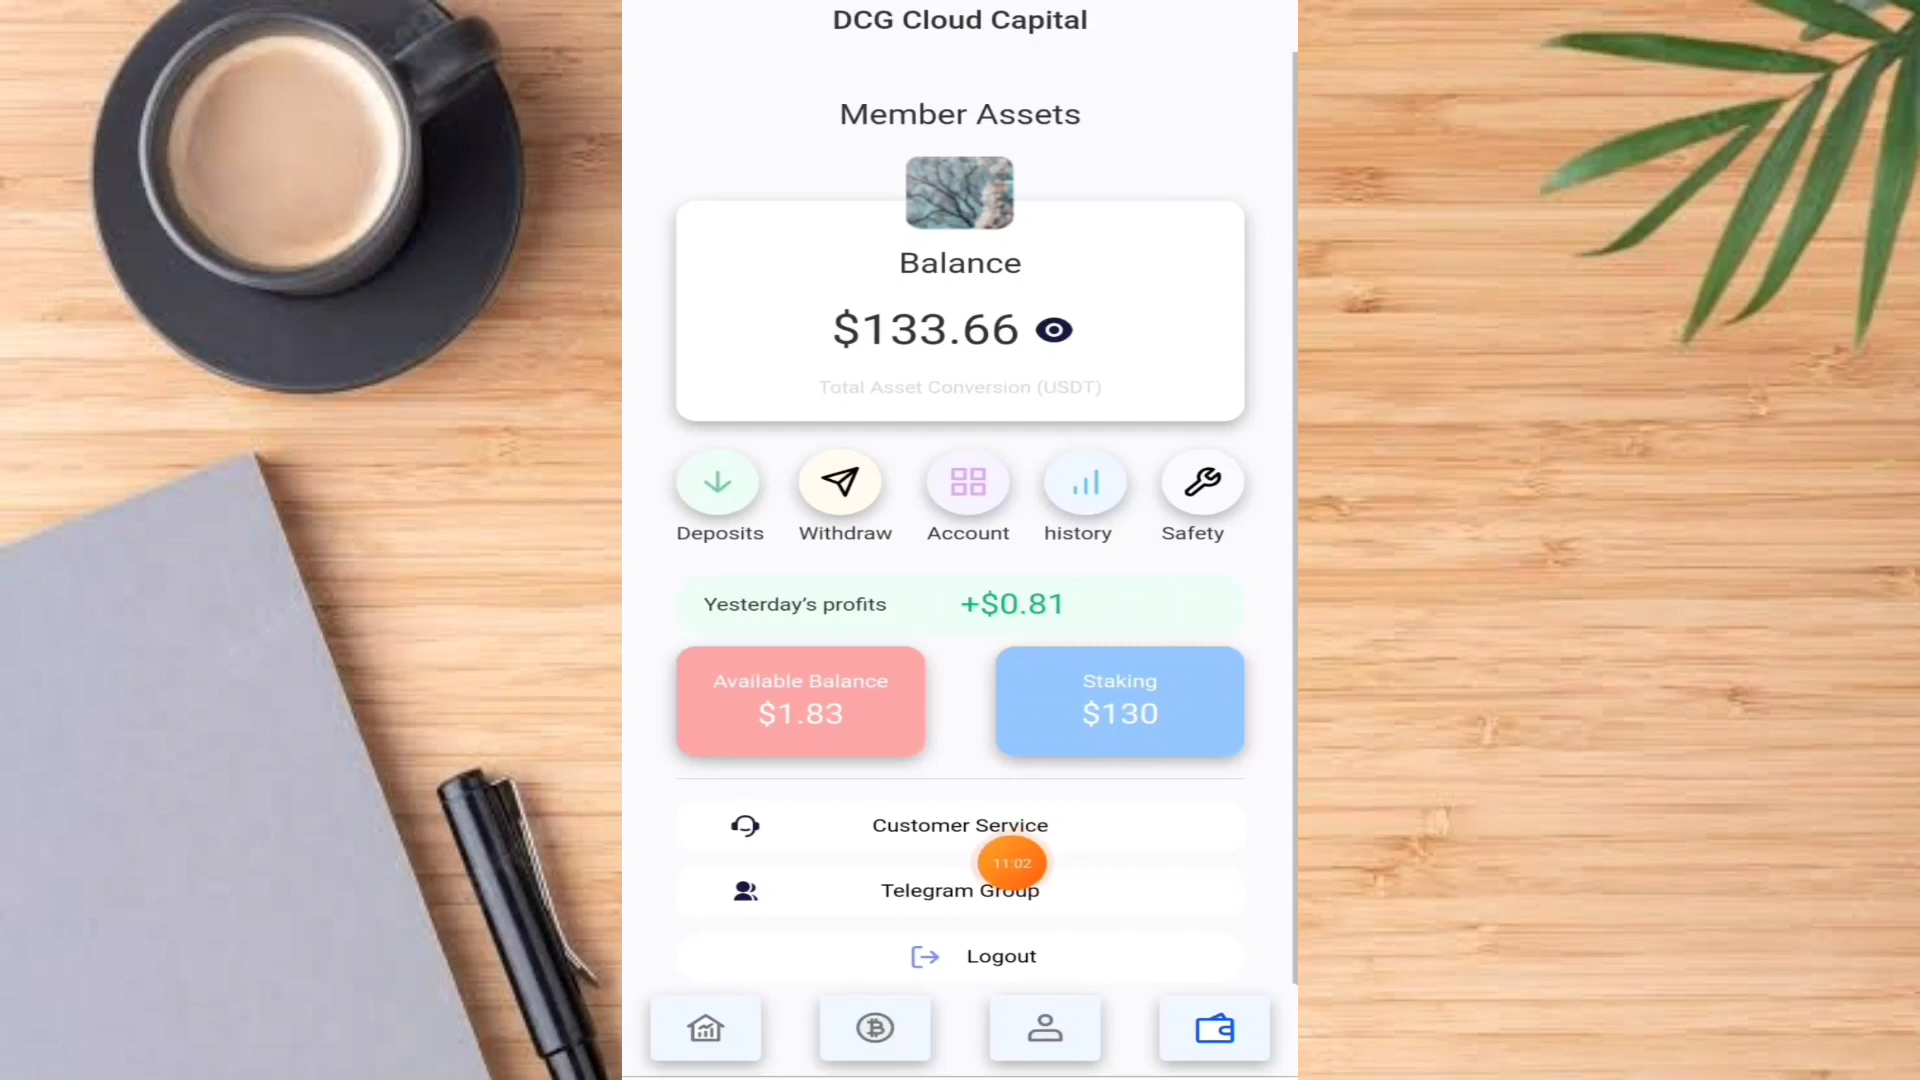 DCG Cloud Capital
Member Assets
Balance
$133.66
Total Asset Conversion (USDT)
Deposits
Withdraw
Account
history
Safety
Yesterday's profits
+$0.81
Available Balance
$1.83
Staking
$130
Customer Service
11:02
Telegram Group
Logout